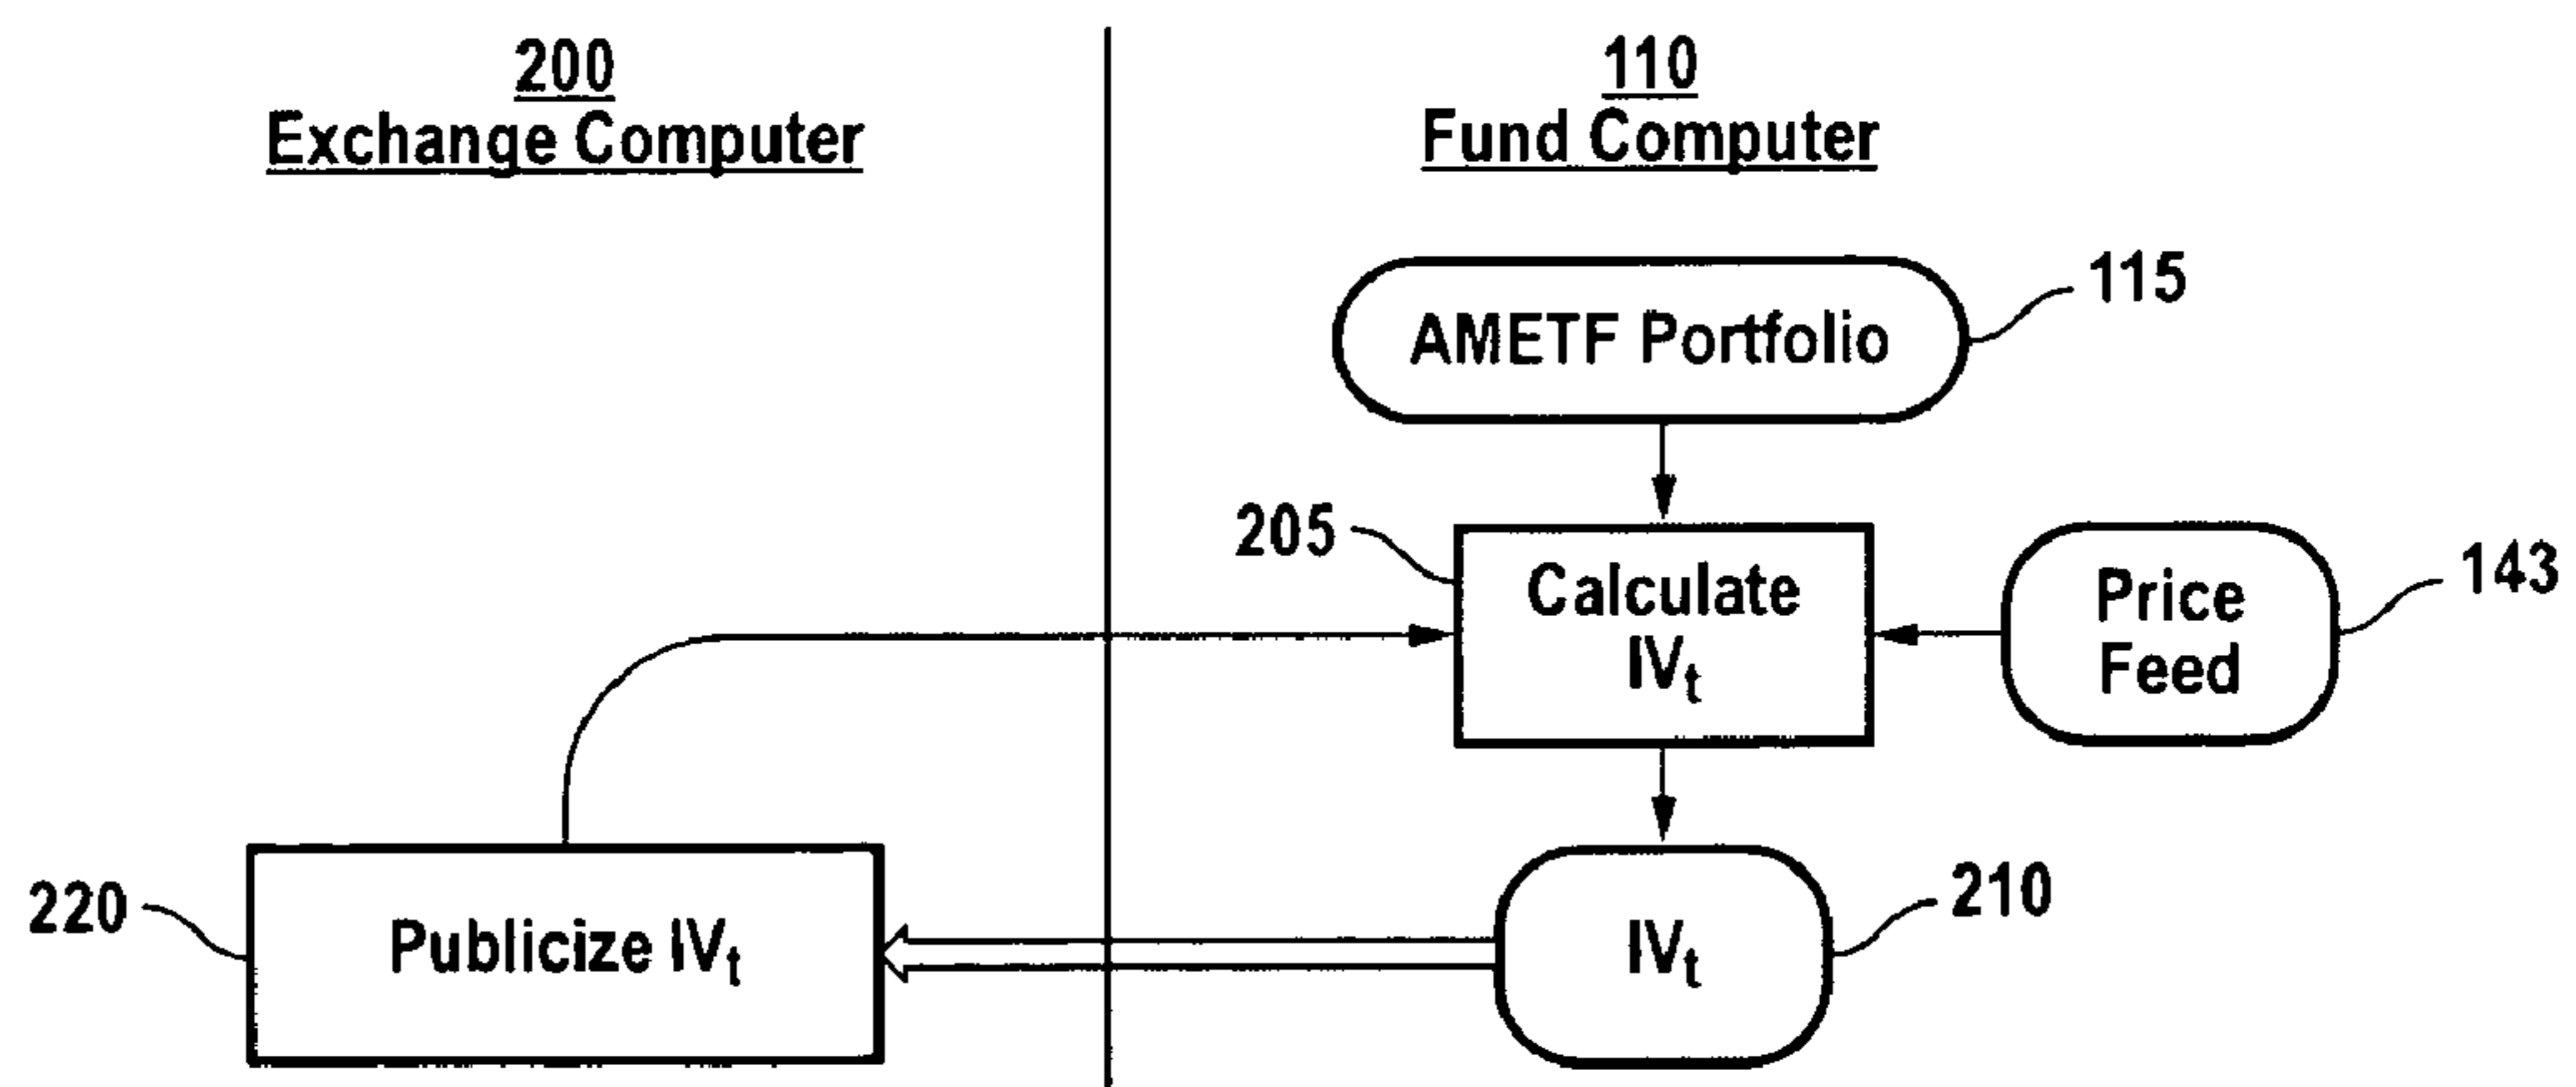 200
Exchange Computer
110
Fund Computer
AMETF Portfolio
115
205
Calculate
IVt
Price
Feed
143
220
Publicize IVt
IVt
210